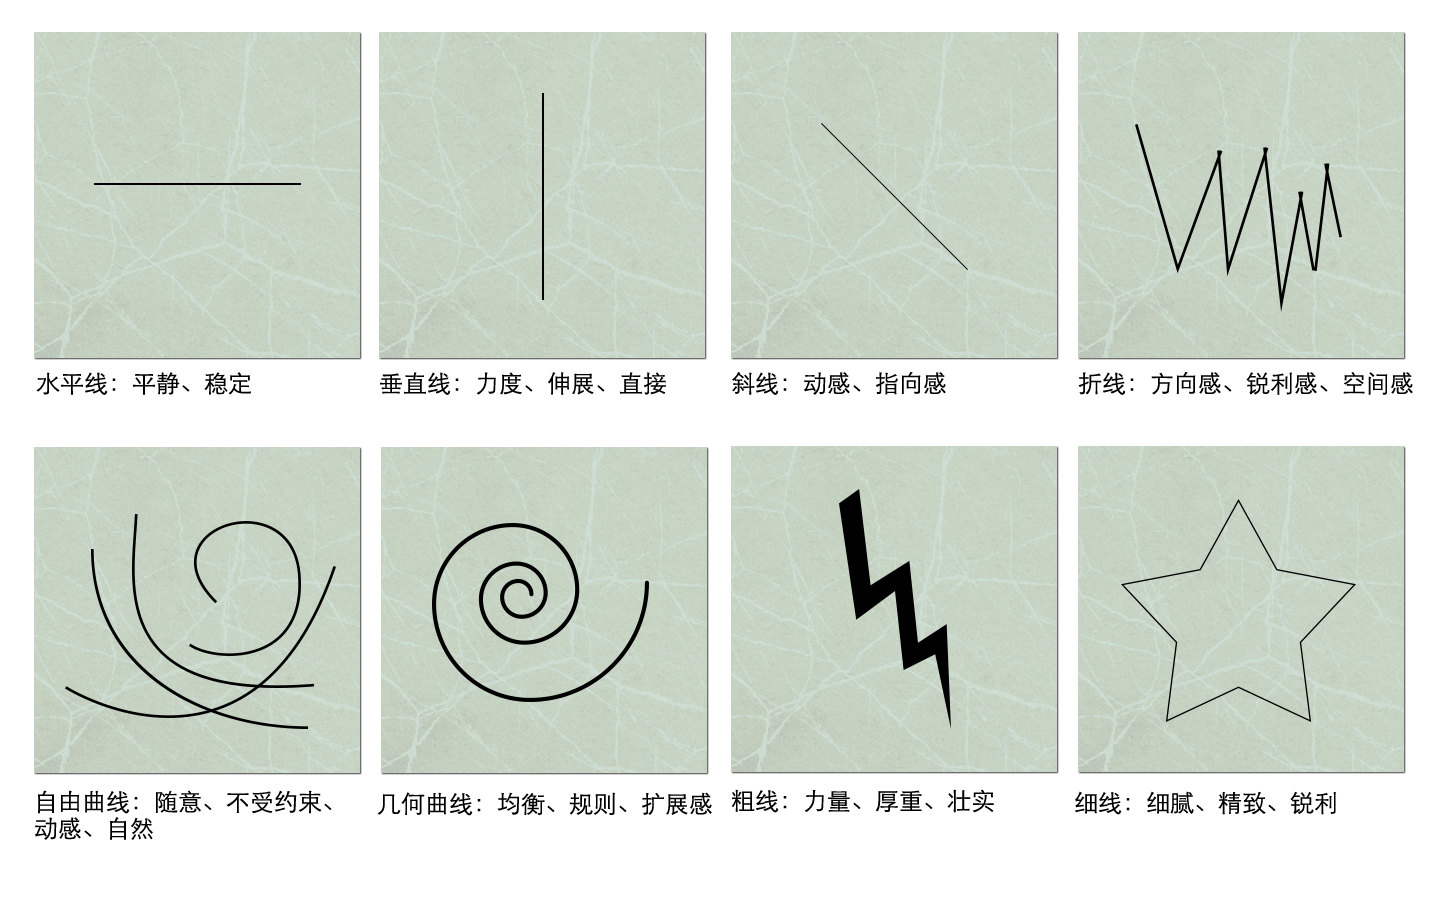 水平线：平静、稳定
垂直线：力度、伸展、直接
斜线：动感、指向感
折线：方向感、锐利感、空间感
自由曲线：随意、不受约束、
动感、自然
几何曲线：均衡、规则、扩展感
粗线：力量、厚重、壮实
细线：细腻、精致、锐利